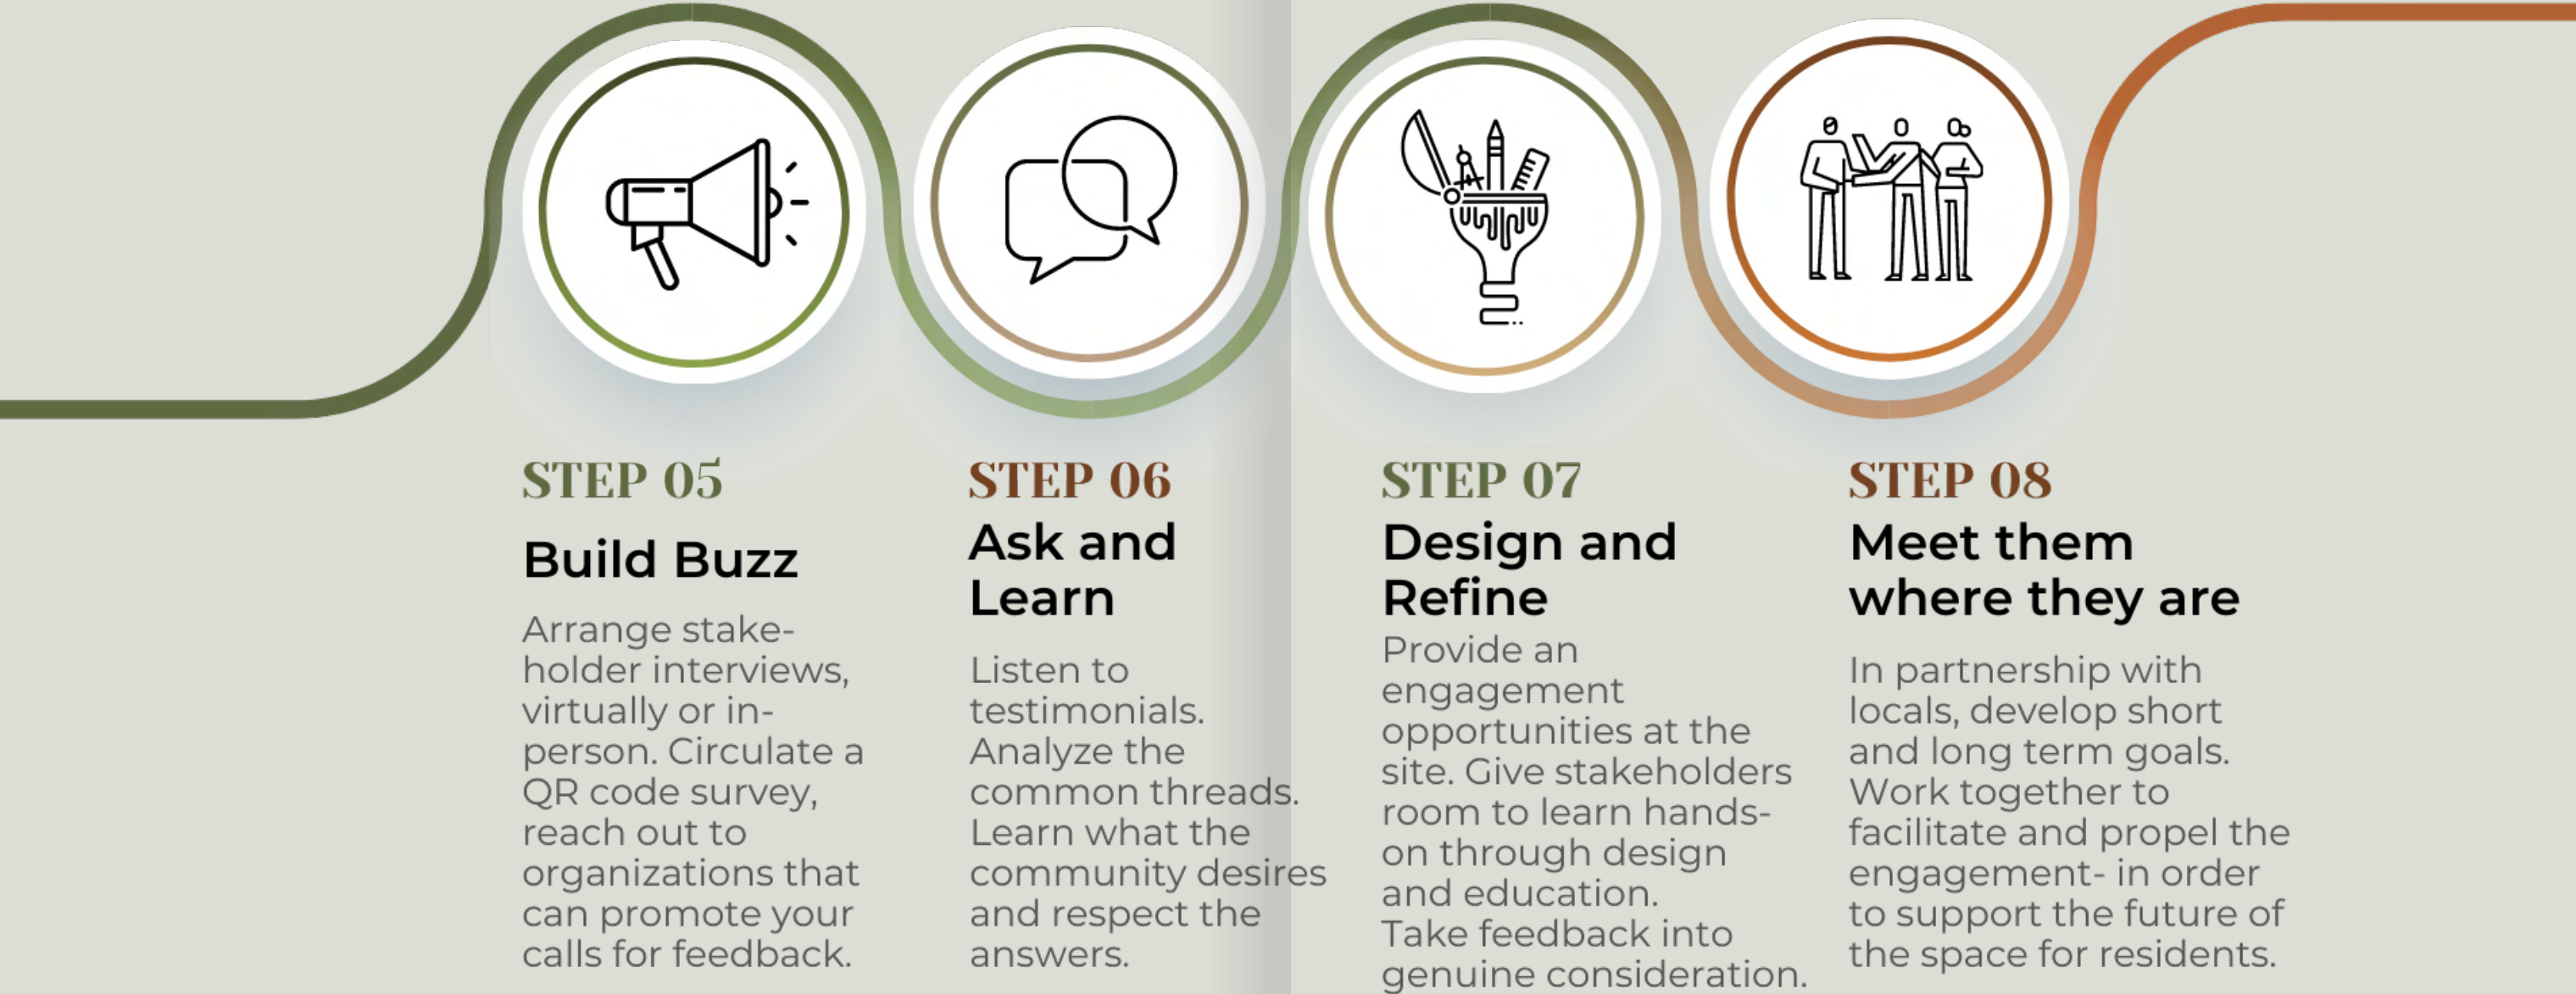 STEP 05
Build Buzz
Arrange stake-
holder interviews,
virtually or in-
person. Circulate a
QR code survey,
reach out to
organizations that
can promote your
calls for feedback.
STEP 06
Ask and
Learn
Listen to
testimonials.
Analyze the
common threads.
Learn what the
community desires
and respect the
answers.
STEP 07
Design and
Refine
Provide an
engagement
opportunities at the
site. Give stakeholders
room to learn hands-
on through design
and education.
Take feedback into
genuine consideration.
STEP 08
Meet them
where they are
In partnership with
locals, develop short
and long term goals.
Work together to
facilitate and propel the
engagement- in order
to support the future of
the space for residents.